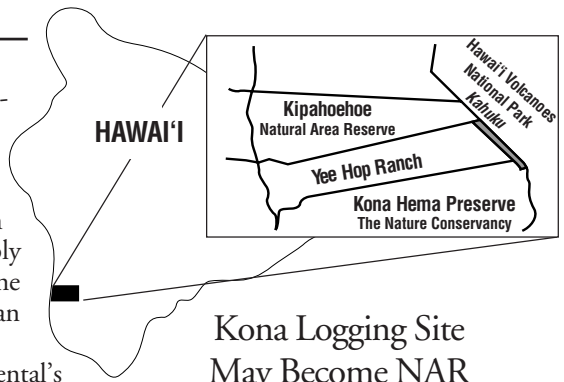 HAWAI‘I
Kipahoehoe
Natural Area Reserve
Yee Hop Ranch
Kona Hema Preserve
The Nature Conservancy
Hawai‘i Volcanoes
National Park
Kahuku
Kona Logging Site
May Become NAR